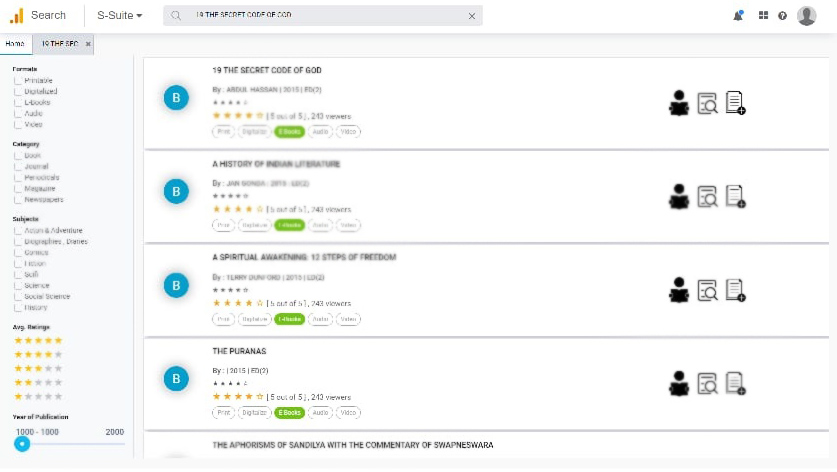 Search
S-Suite
19 THE SECRET CODE OF GOD
Home
19 THE SEC
Formats
Printable
Digitalized
E-Books
Audio
Video
Category
Book
Journal
Periodicals
Magazine
Newspapers
Subjects
Acton & Adventure
Biographies , Diaries
Comics
Fiction
Scifi
Science
Social Science
History
Avg. Ratings
Year of Publication
1000 - 1000 2000
B
19 THE SECRET CODE OF GOD
By : ABDUL HASSAN | 2015 | ED(2)
[ 5 out of 5 ] , 243 viewers
Print Digitalize E-Books Audio Video
B
A HISTORY OF INDIAN LITERATURE
By : JAN GONDA | 2015 | ED(2)
[ 5 out of 5 ] , 243 viewers
Print Digitalize E-Books Audio Video
B
A SPIRITUAL AWAKENING: 12 STEPS OF FREEDOM
By : TERRY DUNFORD | 2015 | ED(2)
[ 5 out of 5 ] , 243 viewers
Print Digitalize E-Books Audio Video
B
THE PURANAS
By : | 2015 | ED(2)
[ 5 out of 5 ] , 243 viewers
Print Digitalize E-Books Audio Video
THE APHORISMS OF SANDILYA WITH THE COMMENTARY OF SWAPNESWARA